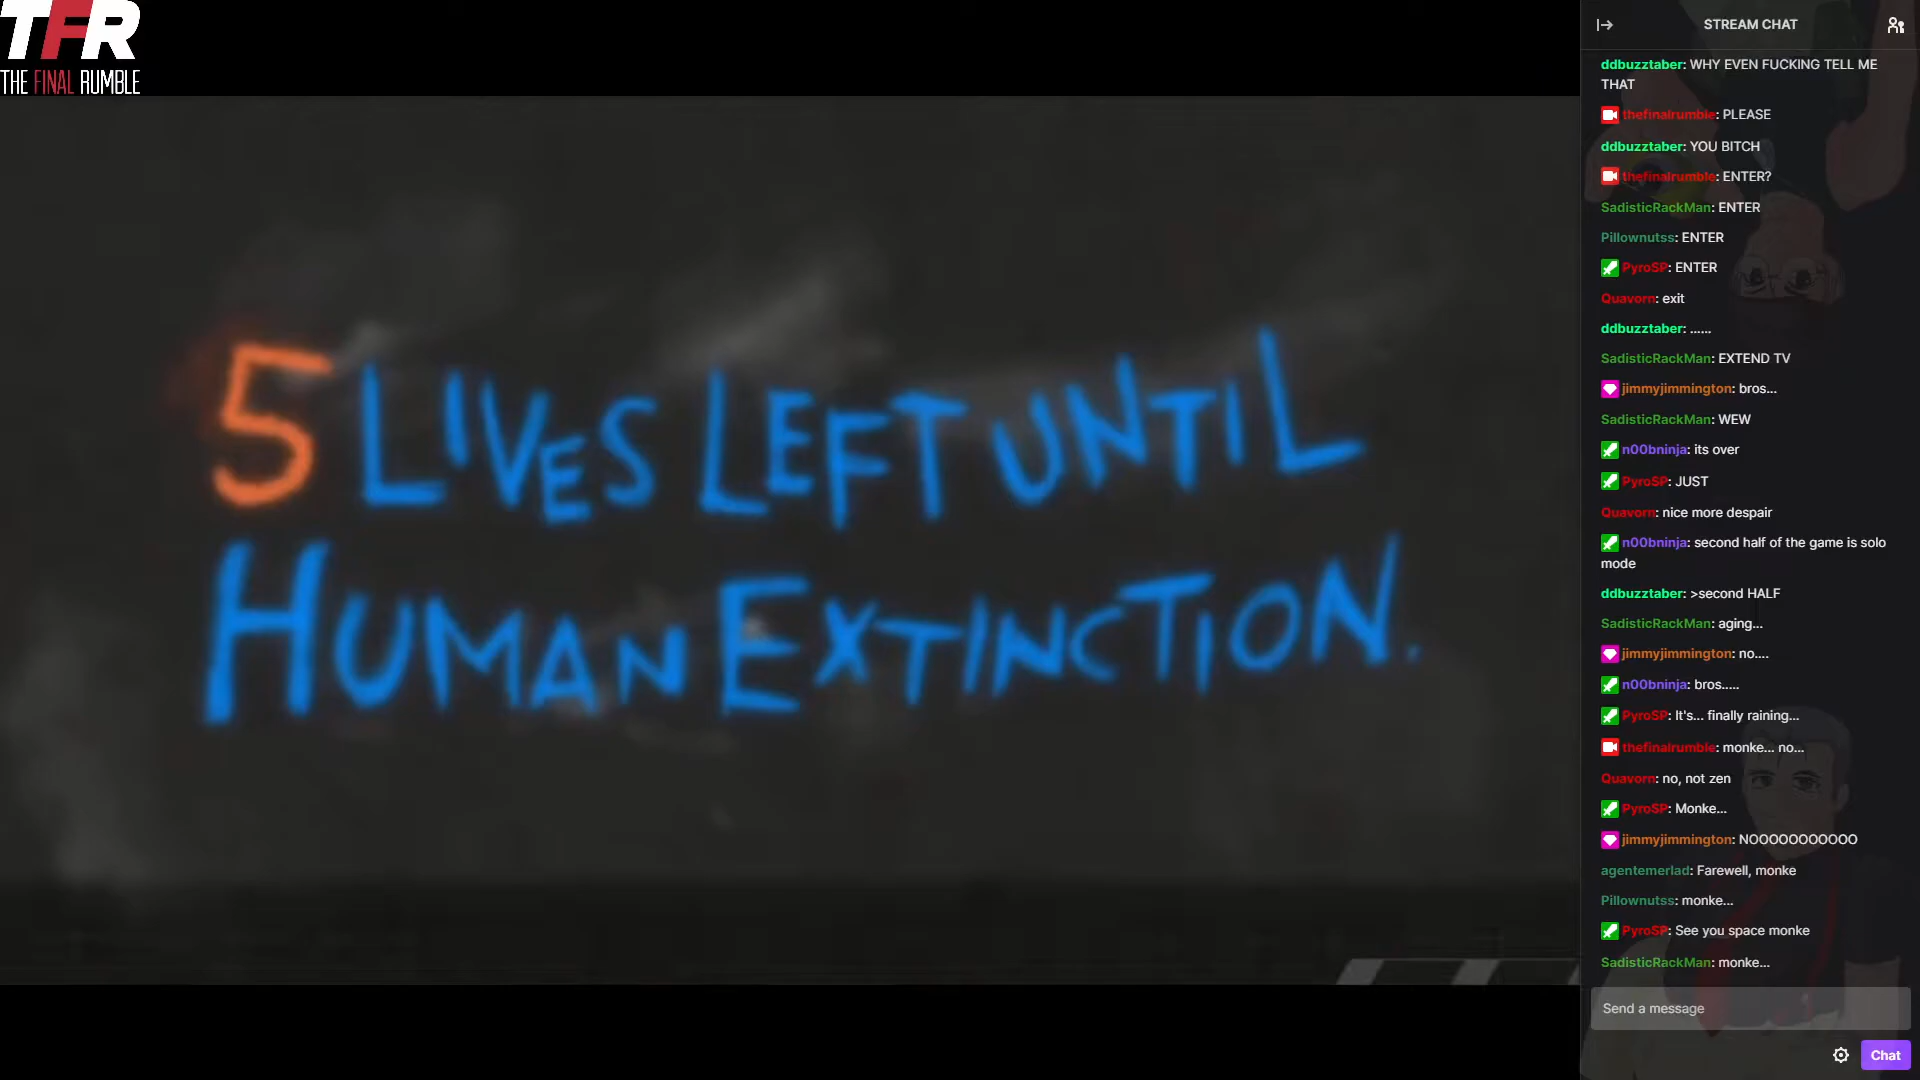 TFR
THE FINAL RUMBLE
5 LIVES LEFT UNTIL
HUMAN EXTINCTION.
STREAM CHAT
ddbuzztaber: WHY EVEN FUCKING TELL ME
THAT
thefinalrumble: PLEASE
ddbuzztaber: YOU BITCH
thefinalrumble: ENTER?
SadisticRackMan: ENTER
Pillownutss: ENTER
PyroSP: ENTER
Quavorn: exit
ddbuzztaber: ......
SadisticRackMan: EXTEND TV
jimmyjimmington: bros...
SadisticRackMan: WEW
n00bninja: its over
PyroSP: JUST
Quavorn: nice more despair
n00bninja: second half of the game is solo
mode
ddbuzztaber: >second HALF
SadisticRackMan: aging...
jimmyjimmington: no....
n00bninja: bros.....
PyroSP: It's... finally raining...
thefinalrumble: monke... no...
Quavorn: no, not zen
PyroSP: Monke...
jimmyjimmington: NOOOOOOOOOOO
agentemerlad: Farewell, monke
Pillownutss: monke...
PyroSP: See you space monke
SadisticRackMan: monke...
Send a message
Chat